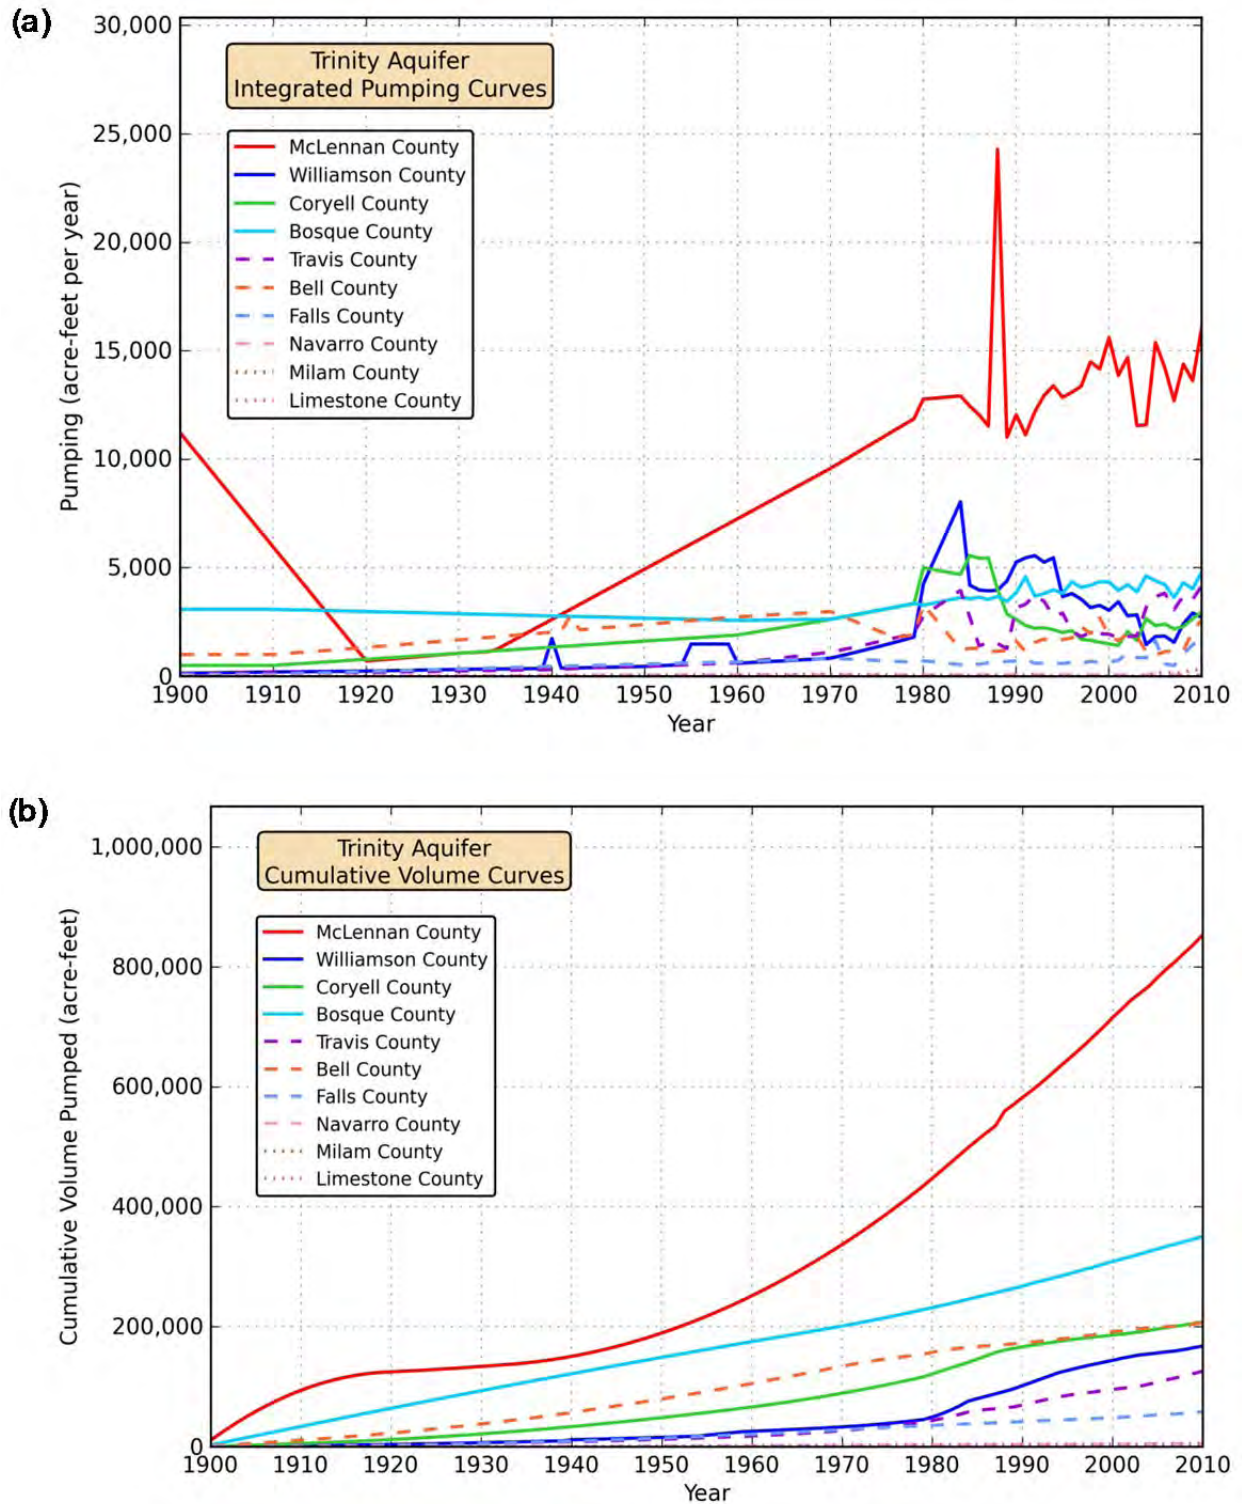 (a)
30,000
25,000
20,000
15,000
10,000
5,000
0
Pumping (acre-feet per year)
Trinity Aquifer
Integrated Pumping Curves
McLennan County
Williamson County
Coryell County
Bosque County
Travis County
Bell County
Falls County
Navarro County
Milam County
Limestone County
1900 1910 1920 1930 1940 1950 1960 1970 1980 1990 2000 2010
Year
(b)
1,000,000
800,000
600,000
400,000
200,000
0
Cumulative Volume Pumped (acre-feet)
Trinity Aquifer
Cumulative Volume Curves
McLennan County
Williamson County
Coryell County
Bosque County
Travis County
Bell County
Falls County
Navarro County
Milam County
Limestone County
1900 1910 1920 1930 1940 1950 1960 1970 1980 1990 2000 2010
Year